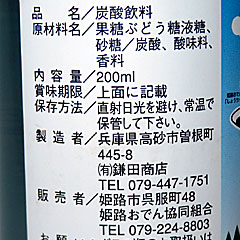 品名／炭酸飲料
原材料名／果糖ぶどう糖液糖、
砂糖／炭酸、酸味料、
香料
内容量／200ml
賞味期限／上面に記載
保存方法／直射日光を避け、常温で
保管して下さい。
製造者／兵庫県高砂市曽根町
445-8
(有)鎌田商店
TEL 079-447-1751
販売者／姫路市呉服町48
姫路おでん協同組合
TEL 079-224-8803